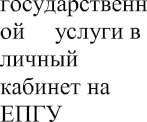 государственн
ой услуги в
личный
кабинет на
ЕПГУ